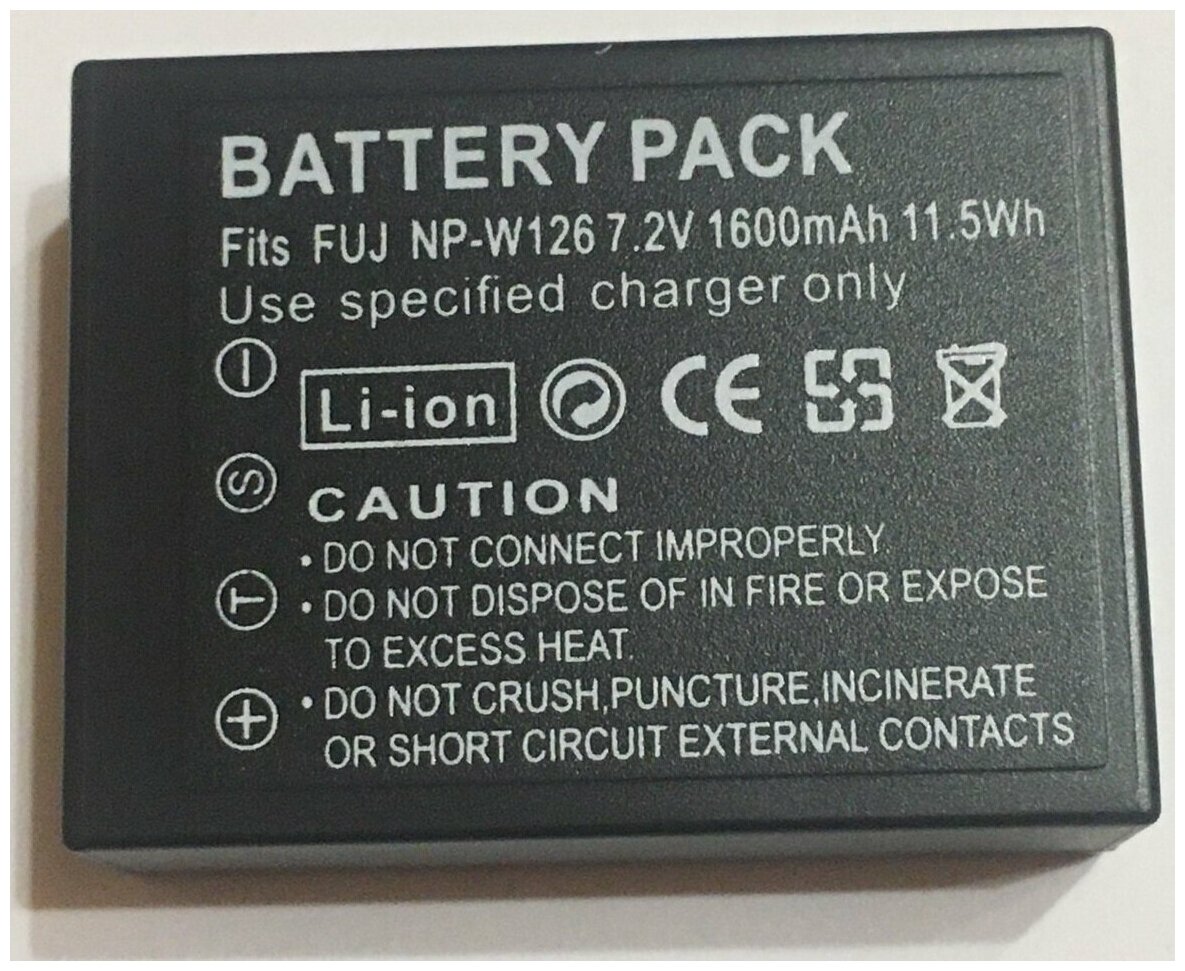 BATTERY PACK
Fits FUJ NP-W126 7.2V 1600mAh 11.5Wh
Use specified charger only
Li-ion CE
S
CAUTION
• DO NOT CONNECT IMPROPERLY
T
• DO NOT DISPOSE OF IN FIRE OR EXPOSE
TO EXCESS HEAT.
• DO NOT CRUSH,PUNCTURE,INCINERATE
+
OR SHORT CIRCUIT EXTERNAL CONTACTS